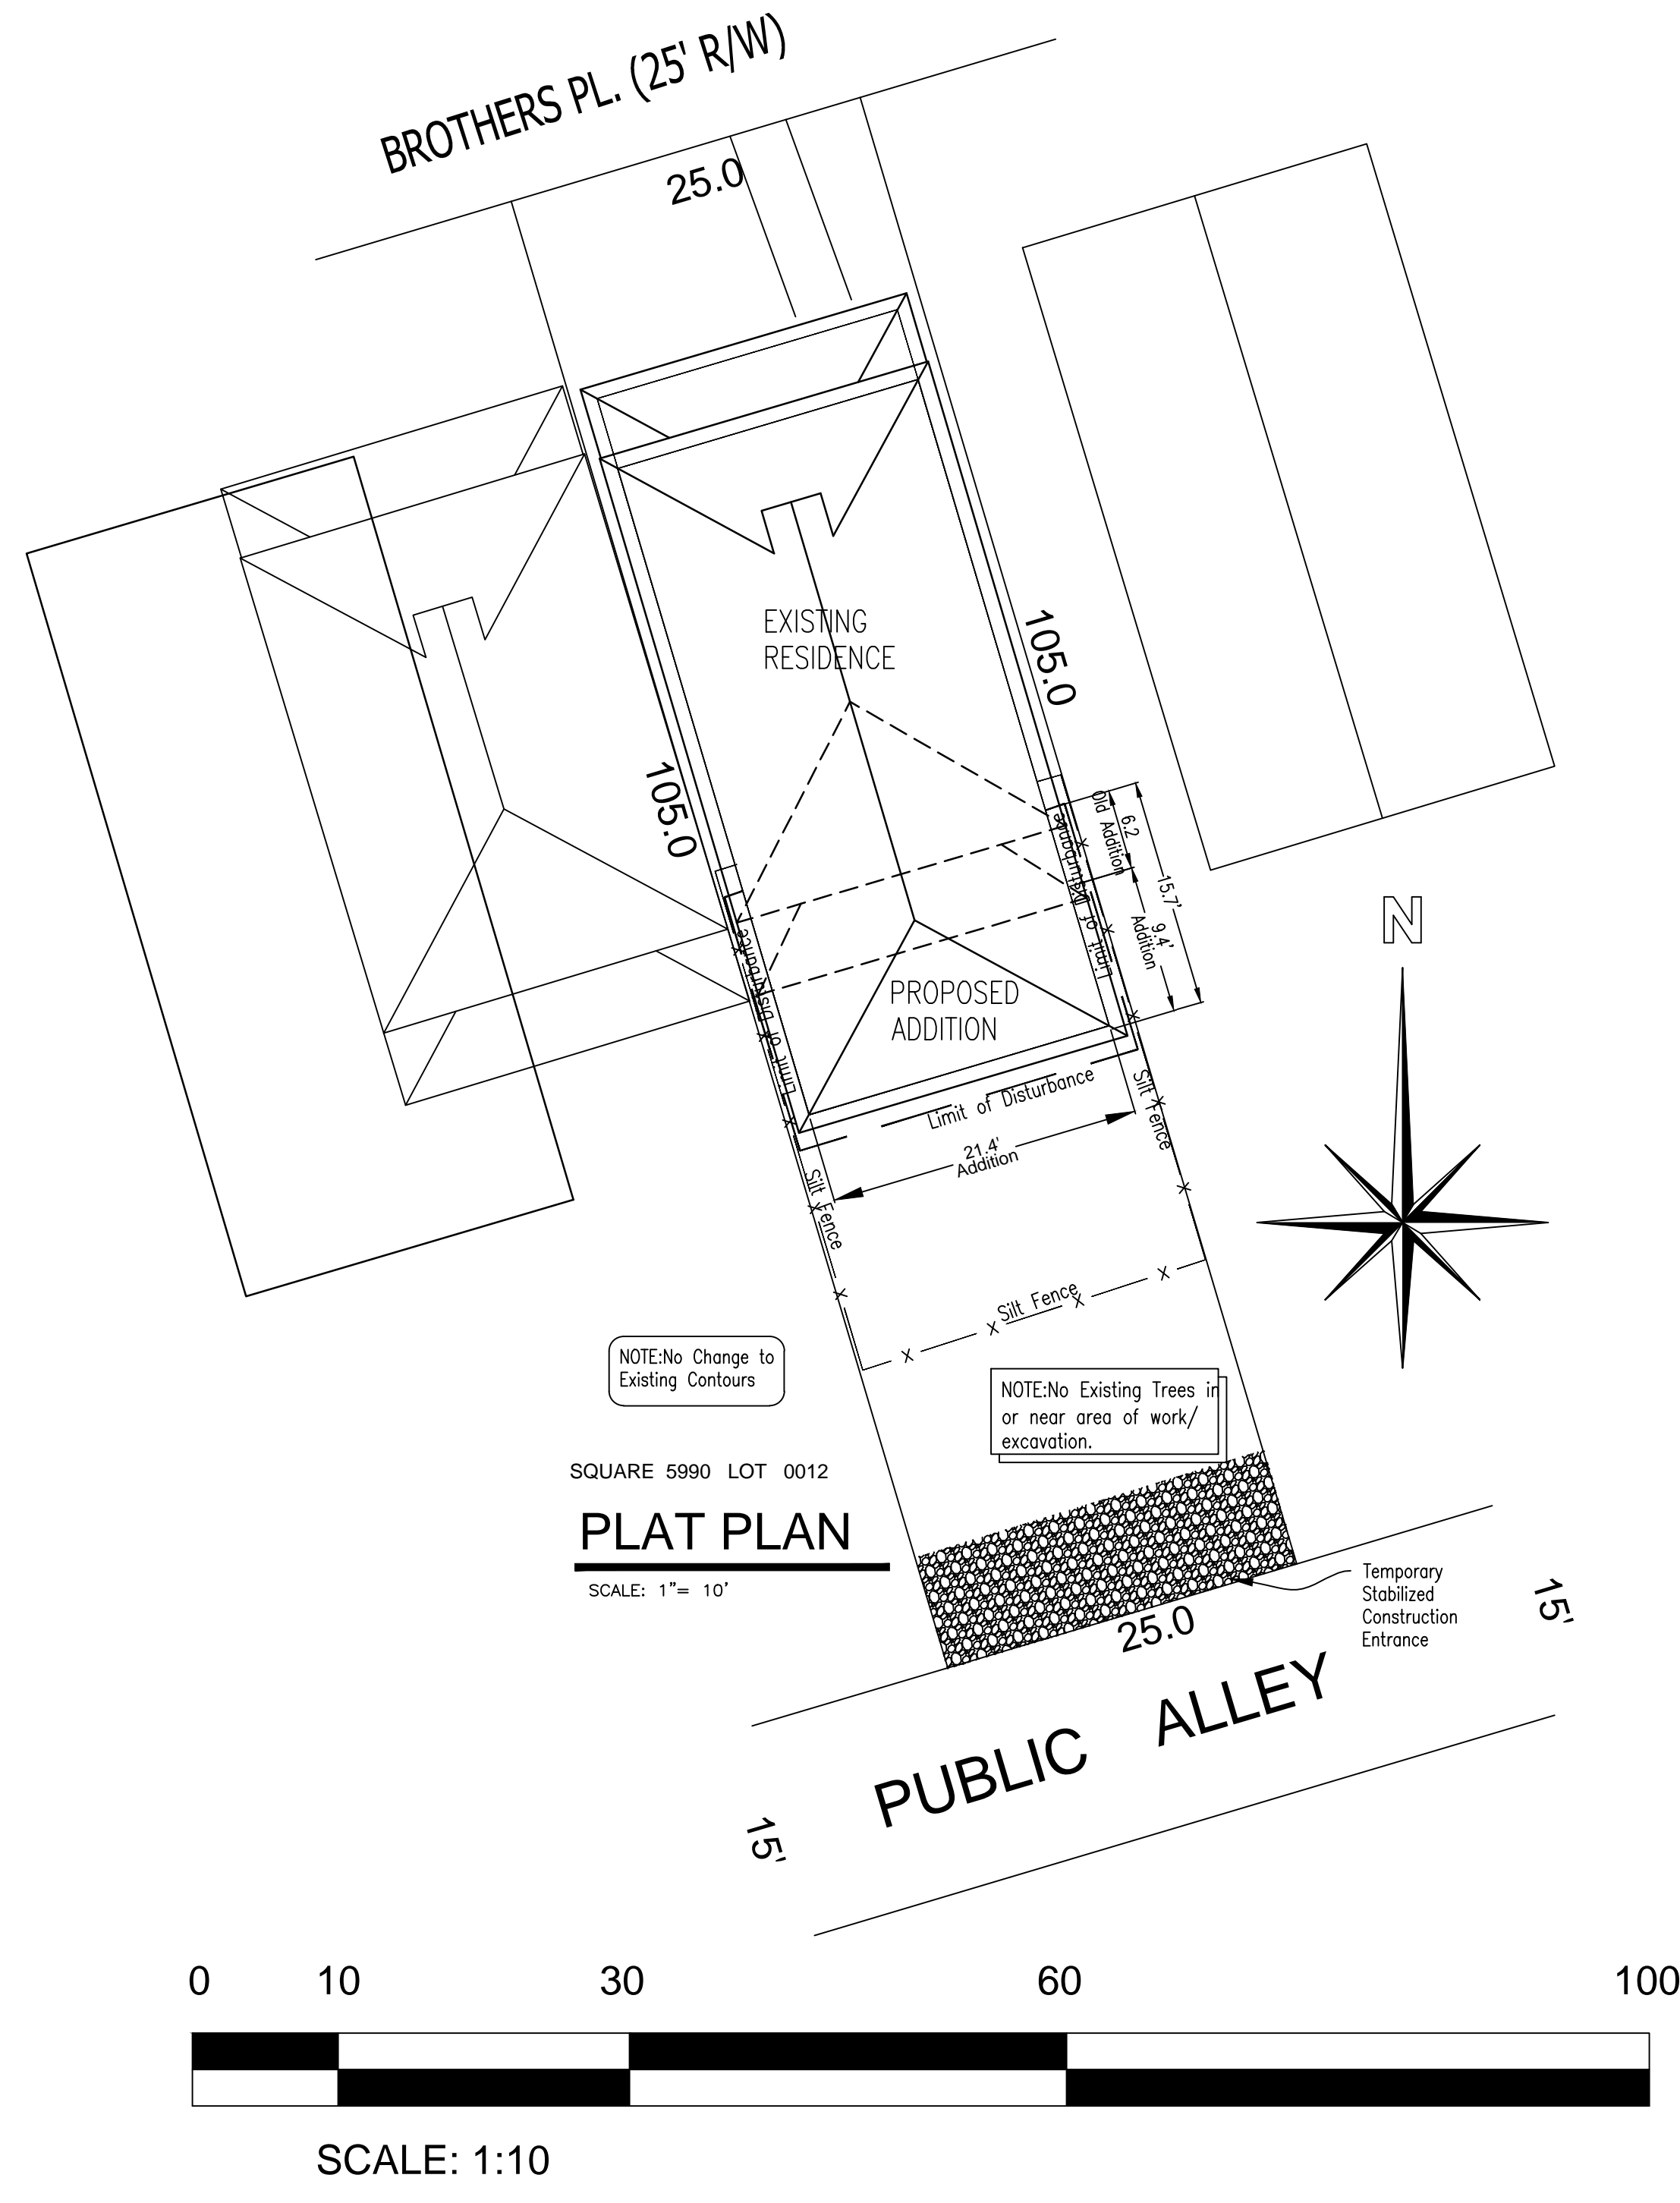 BROTHERS PL. (25' R/W)
25.0
EXISTING
RESIDENCE
105.0
105.0
Old Addition
6.2
15.7'
9.4'
Addition
Limit of Disturbance
Limit of Disturbance
N
PROPOSED
ADDITION
Limit of Disturbance
21.4'
Addition
Silt Fence
Silt Fence
Silt Fence
NOTE:No Change to
Existing Contours
NOTE:No Existing Trees in
or near area of work/
excavation.
SQUARE 5990 LOT 0012
PLAT PLAN
SCALE: 1"= 10'
Temporary
Stabilized
Construction
Entrance
25.0
15'
PUBLIC ALLEY
15'
0 10 30 60 100
SCALE: 1:10